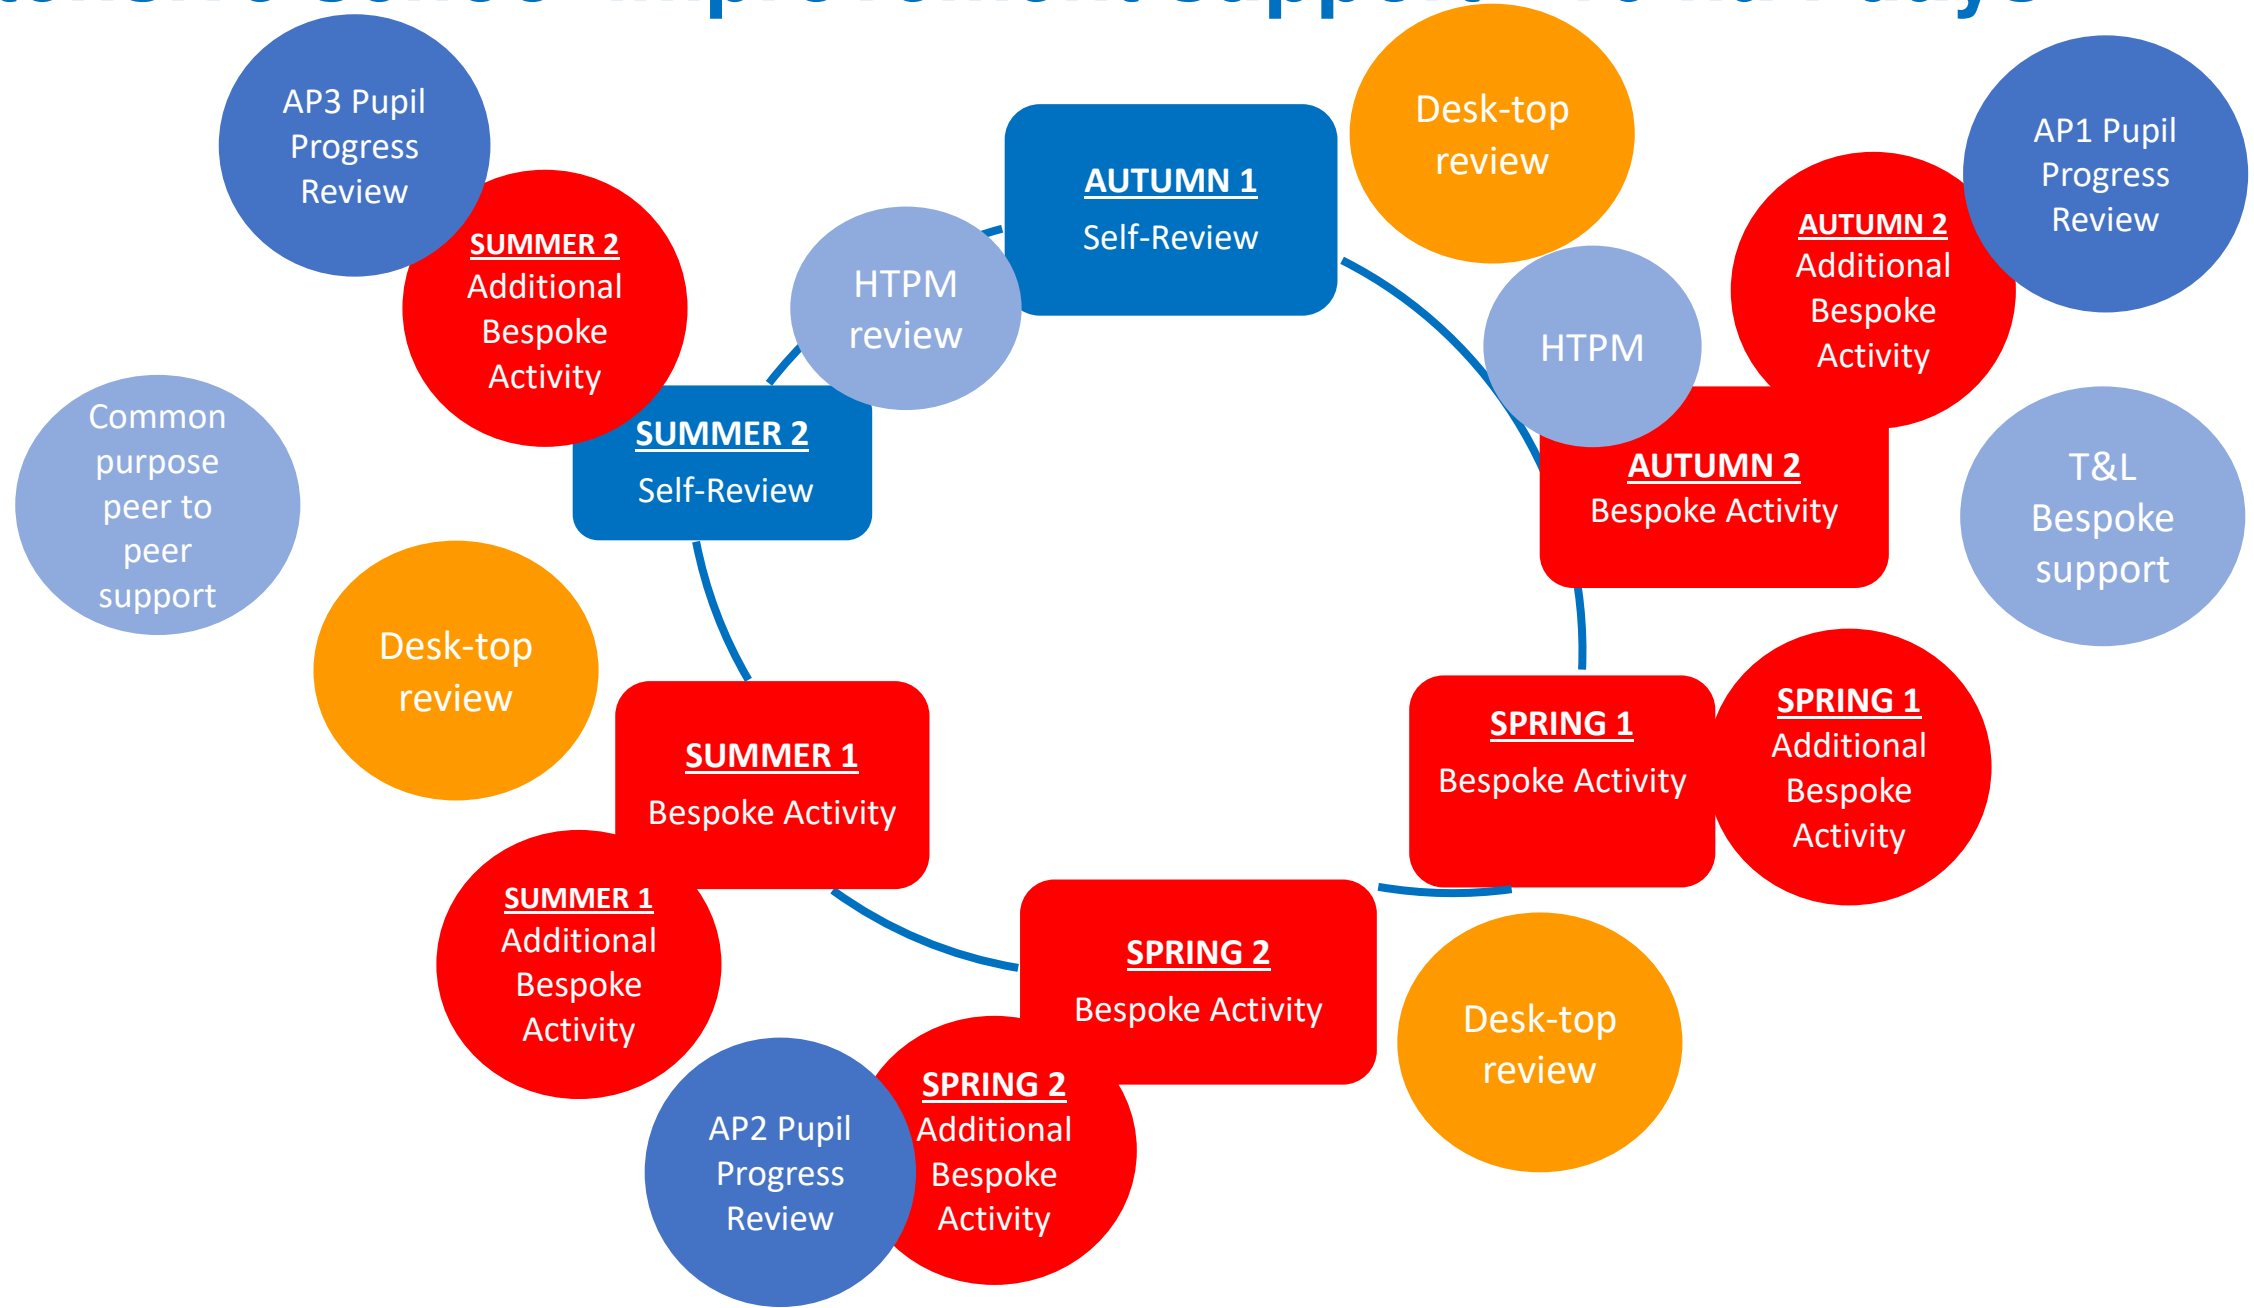 Improvement Support
days
AP3 Pupil
Progress
Review
SUMMER 2
Additional
Bespoke
Activity
HTPM
review
AUTUMN 1
Self-Review
Desk-top
review
HTPM
AUTUMN 2
Additional
Bespoke
Activity
AP1 Pupil
Progress
Review
Common
purpose
peer to
peer
support
SUMMER 2
Self-Review
AUTUMN 2
Bespoke Activity
T&L
Bespoke
support
Desk-top
review
SUMMER 1
Bespoke Activity
SPRING 1
Bespoke Activity
SPRING 1
Additional
Bespoke
Activity
SUMMER 1
Additional
Bespoke
Activity
SPRING 2
Bespoke Activity
Desk-top
review
AP2 Pupil
Progress
Review
SPRING 2
Additional
Bespoke
Activity